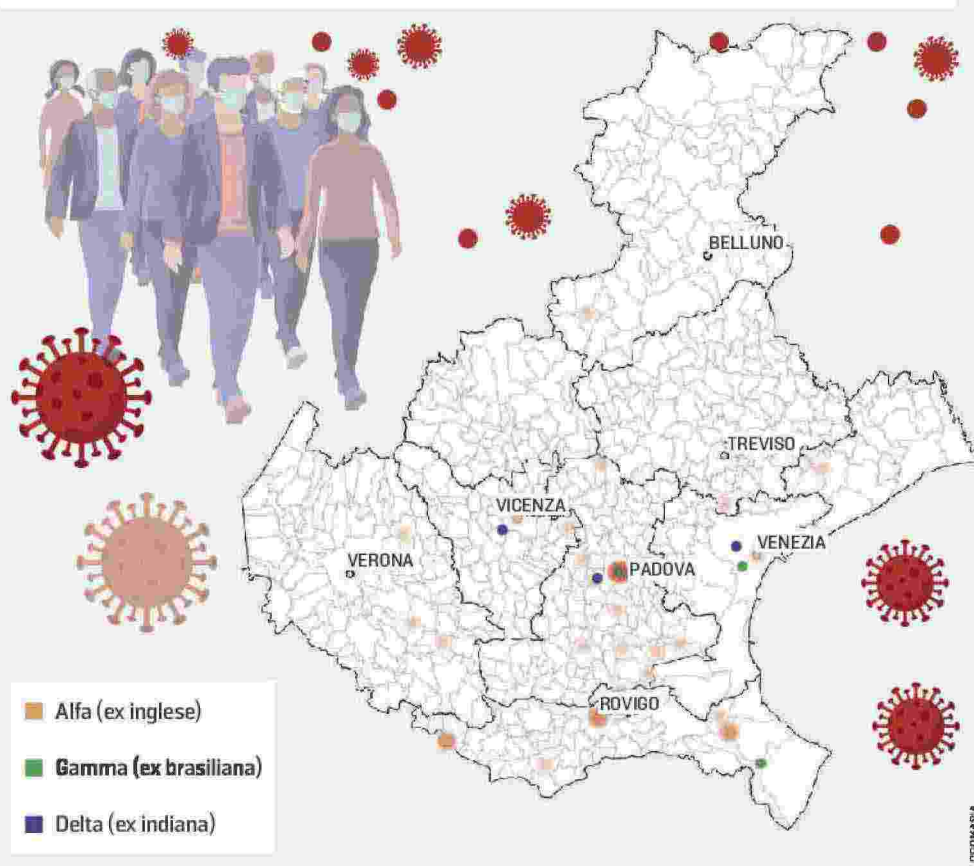 BELLUNO
TREVISO
VICENZA
VENEZIA
VERONA
PADOVA
ROVIGO
Alfa (ex inglese)
Gamma (ex brasiliana)
Delta (ex indiana)